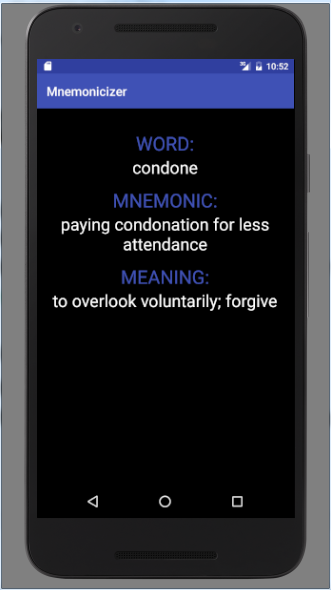 10:52
Mnemonicizer
WORD:
condone
MNEMONIC:
paying condonation for less
attendance
MEANING:
to overlook voluntarily; forgive